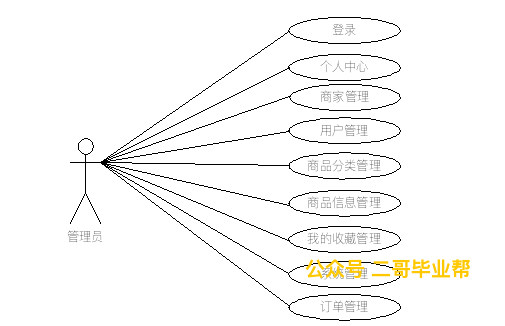 登录
个人中心
商家管理
用户管理
商品分类管理
商品信息管理
管理员
我的收藏管理
系统管理
公众号 二哥毕业帮
订单管理